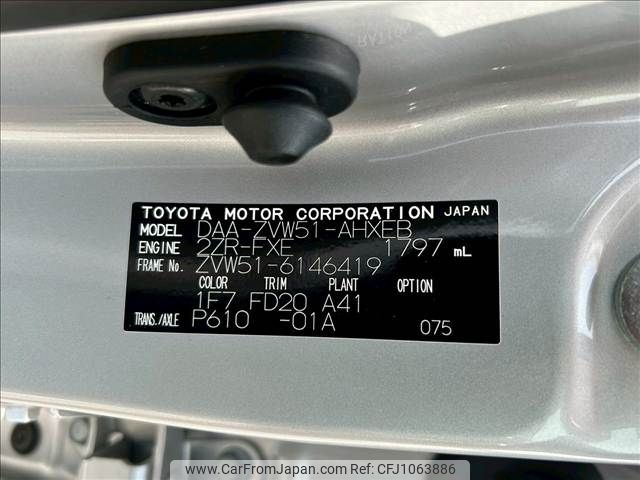 TOYOTA MOTOR CORPORATION JAPAN
MODEL DAA-ZVW51-AHXEB
ENGINE 2ZR-FXE 1797 mL
FRAME No. ZVW51-6146419
COLOR TRIM PLANT OPTION
1F7 FD20 A41
TRANS./AXLE P610 -01A 075
www.CarFromJapan.com ID:CFJ1063886